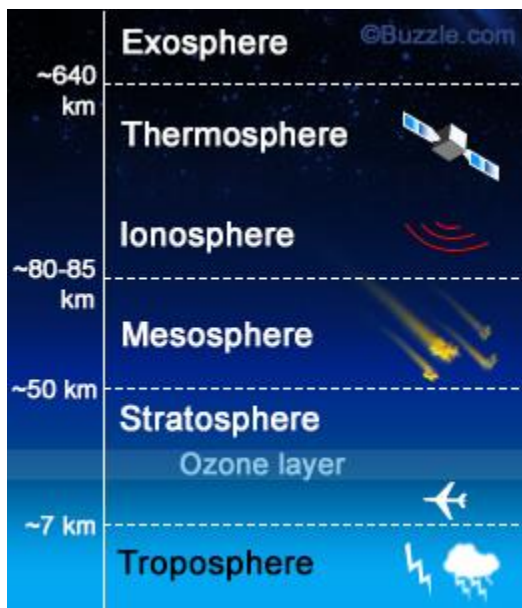 Exosphere ©Buzzle.com
~640
km
Thermosphere
Ionosphere
~80-85
km
Mesosphere
~50 km
Stratosphere
Ozone layer
~7 km
Troposphere